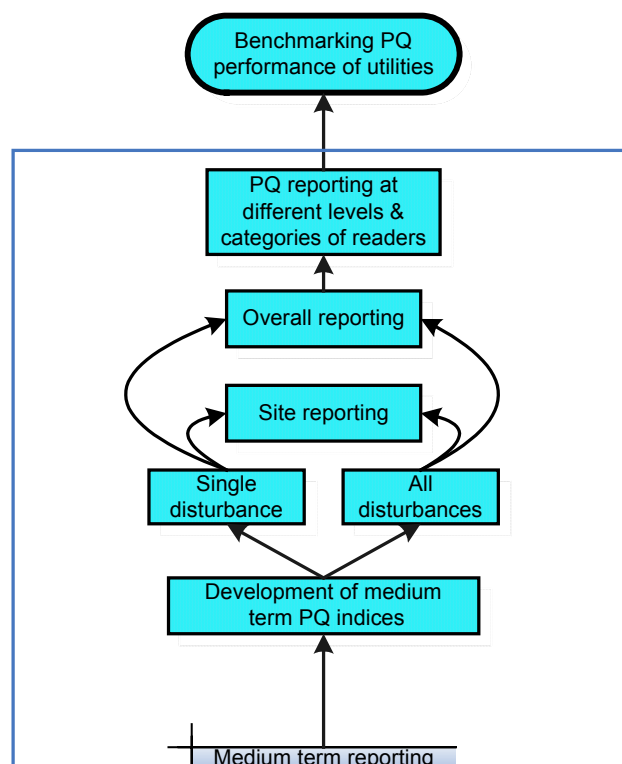 Benchmarking PQ
performance of utilities
PQ reporting at
different levels &
categories of readers
Overall reporting
Site reporting
Single
disturbance
All
disturbances
Development of medium
term PQ indices
Medium term reporting